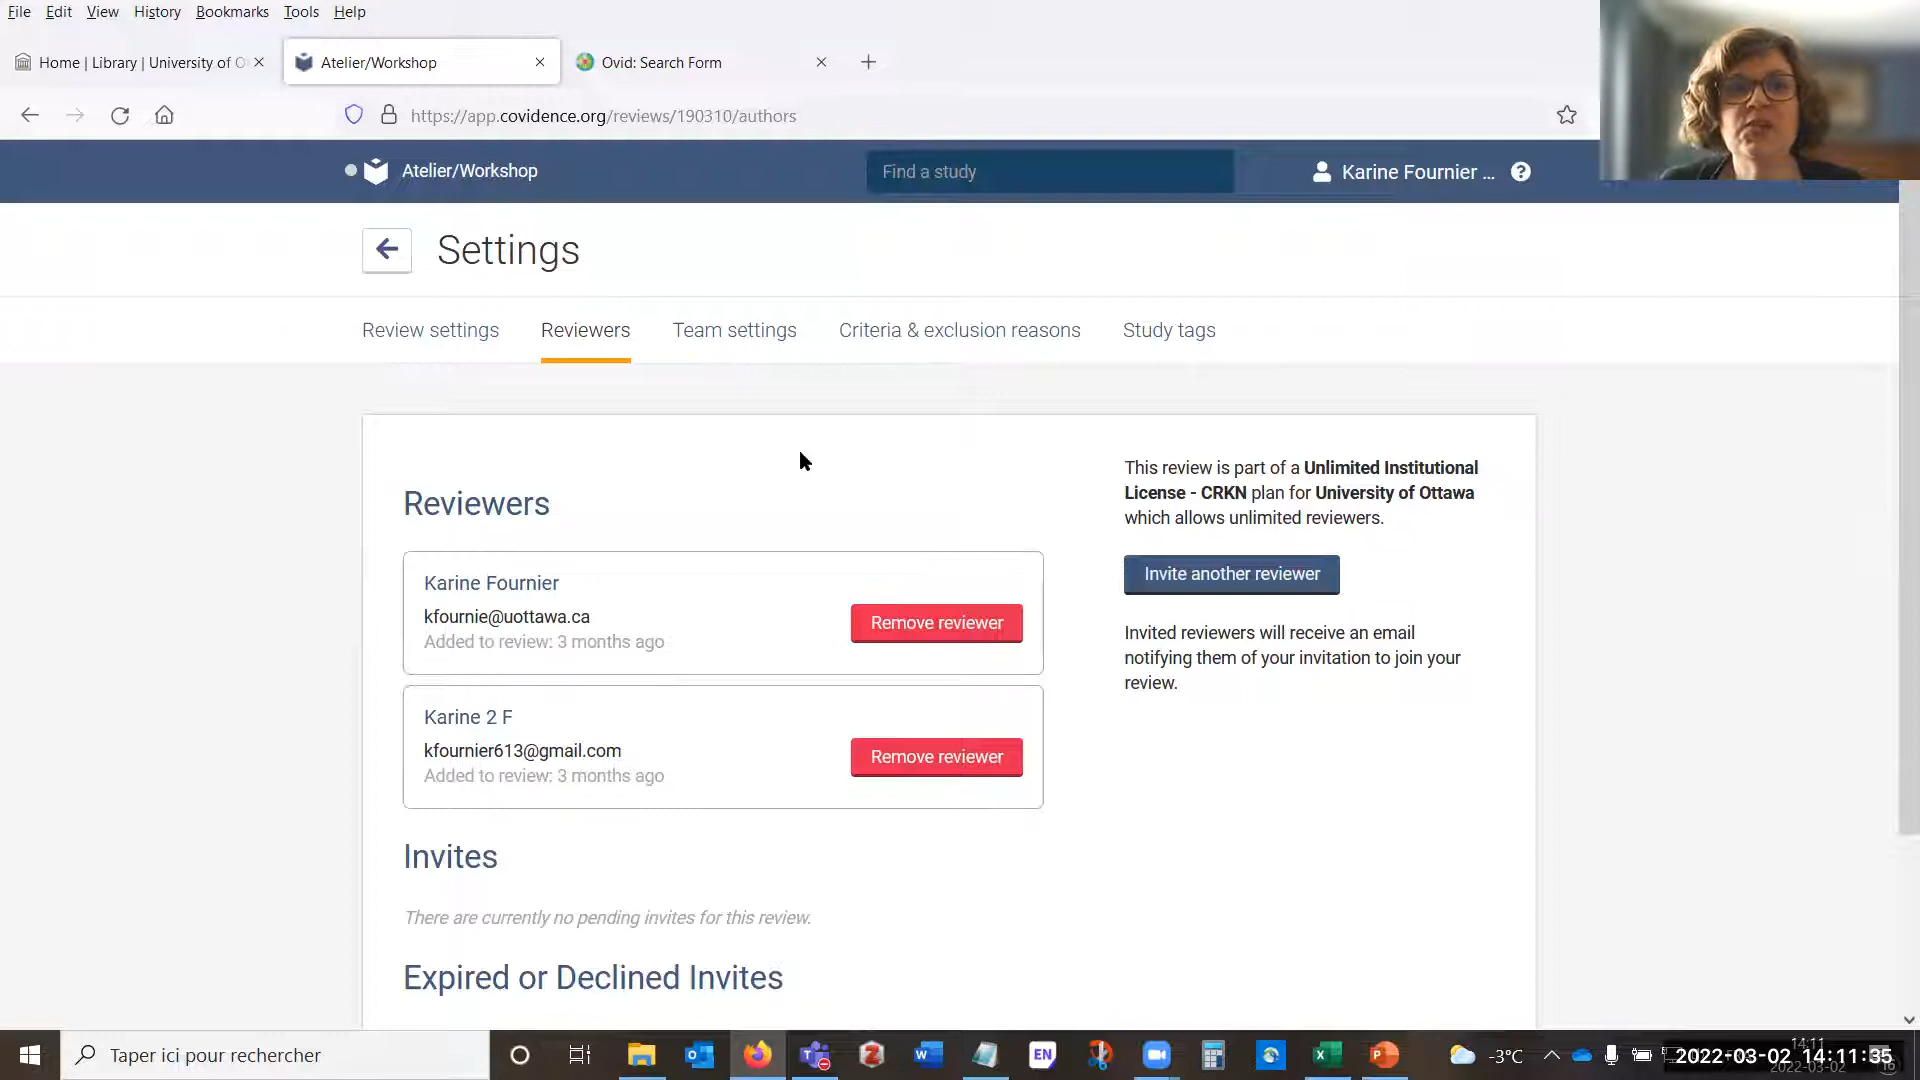 File Edit View History Bookmarks Tools Help
Home | Library | University of O
Atelier/Workshop
Ovid: Search Form
https://app.covidence.org/reviews/190310/authors
Atelier/Workshop
Find a study
Karine Fournier ...
Settings
Review settings
Reviewers
Team settings
Criteria & exclusion reasons
Study tags
Reviewers
Karine Fournier
kfournie@uottawa.ca
Added to review: 3 months ago
Remove reviewer
Karine 2 F
kfournier613@gmail.com
Added to review: 3 months ago
Remove reviewer
Invites
There are currently no pending invites for this review.
Expired or Declined Invites
This review is part of a Unlimited Institutional
License - CRKN plan for University of Ottawa
which allows unlimited reviewers.
Invite another reviewer
Invited reviewers will receive an email
notifying them of your invitation to join your
review.
Taper ici pour rechercher
EN
-3°C
14:11
2022-03-02 14:11:35
2022-03-02